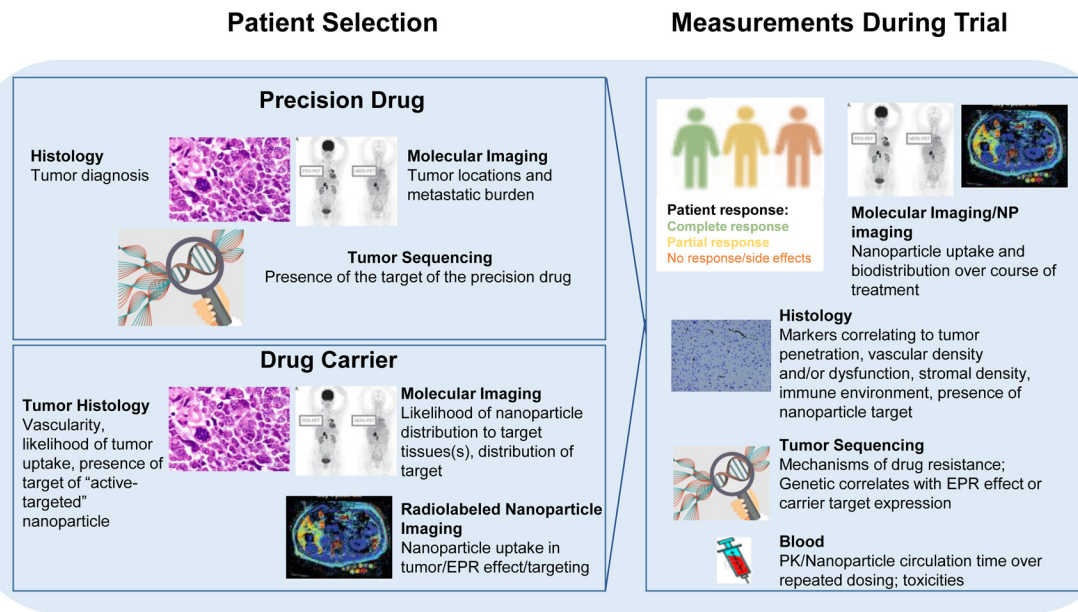 Patient Selection
Measurements During Trial
Precision Drug
Histology
Tumor diagnosis
Molecular Imaging
Tumor locations and
metastatic burden
Tumor Sequencing
Presence of the target of the precision drug
Drug Carrier
Tumor Histology
Vascularity,
likelihood of tumor
uptake, presence of
target of “active-
targeted”
nanoparticle
Molecular Imaging
Likelihood of nanoparticle
distribution to target
tissues(s), distribution of
target
Radiolabeled Nanoparticle
Imaging
Nanoparticle uptake in
tumor/EPR effect/targeting
Patient response:
Complete response
Partial response
No response/side effects
Molecular Imaging/NP
imaging
Nanoparticle uptake and
biodistribution over course of
treatment
Histology
Markers correlating to tumor
penetration, vascular density
and/or dysfunction, stromal density,
immune environment, presence of
nanoparticle target
Tumor Sequencing
Mechanisms of drug resistance;
Genetic correlates with EPR effect or
carrier target expression
Blood
PK/Nanoparticle circulation time over
repeated dosing; toxicities